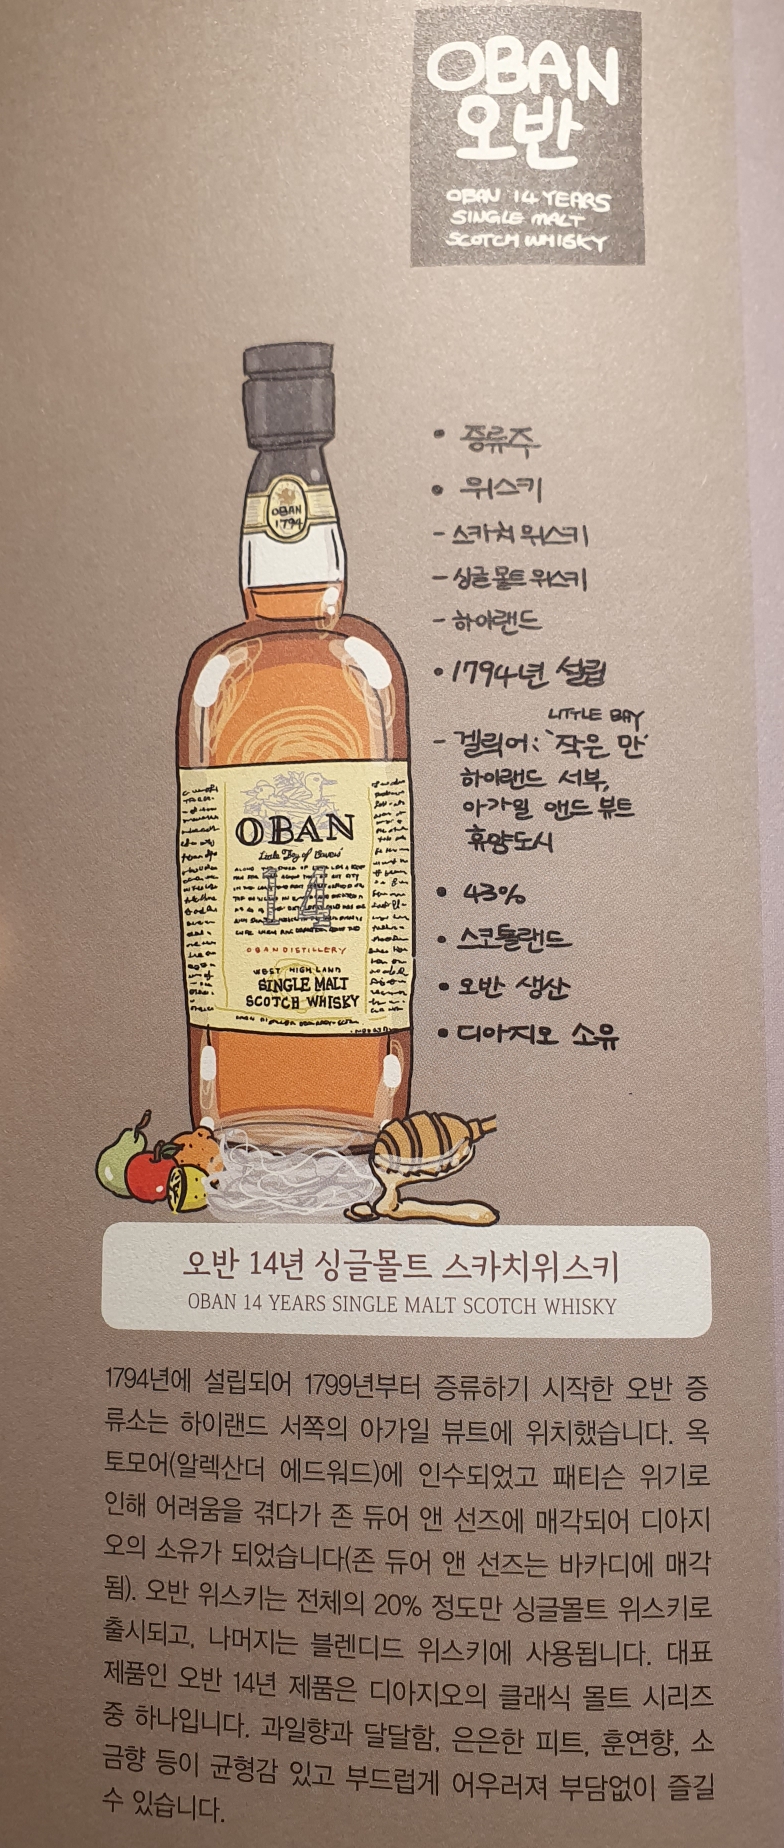 OBAN
오반
OBAN 14 YEARS
SINGLE MALT
SCOTCH WHISKY
• 증류주
• 위스키
- 스카치 위스키
- 싱글몰트 위스키
- 하이랜드
• 1794년 설립
LITTLE BAY
- 겔릭어: '작은 만'
하이랜드 서부,
아가일 앤드 뷰트
휴양도시
• 43%
• 스코틀랜드
• 오반 생산
• 디아지오 소유
OBAN
1794
OBAN
14
OBAN DISTILLERY
WEST HIGHLAND
SINGLE MALT
SCOTCH WHISKY
오반 14년 싱글몰트 스카치위스키
OBAN 14 YEARS SINGLE MALT SCOTCH WHISKY
1794년에 설립되어 1799년부터 증류하기 시작한 오반 증
류소는 하이랜드 서쪽의 아가일 뷰트에 위치했습니다. 옥
토모어(알렉산더 에드워드)에 인수되었고 패티슨 위기로
인해 어려움을 겪다가 존 듀어 앤 선즈에 매각되어 디아지
오의 소유가 되었습니다(존 듀어 앤 선즈는 바카디에 매각
됨). 오반 위스키는 전체의 20% 정도만 싱글몰트 위스키로
출시되고, 나머지는 블렌디드 위스키에 사용됩니다. 대표
제품인 오반 14년 제품은 디아지오의 클래식 몰트 시리즈
중 하나입니다. 과일향과 달달함, 은은한 피트, 훈연향, 소
금향 등이 균형감 있고 부드럽게 어우러져 부담없이 즐길
수 있습니다.